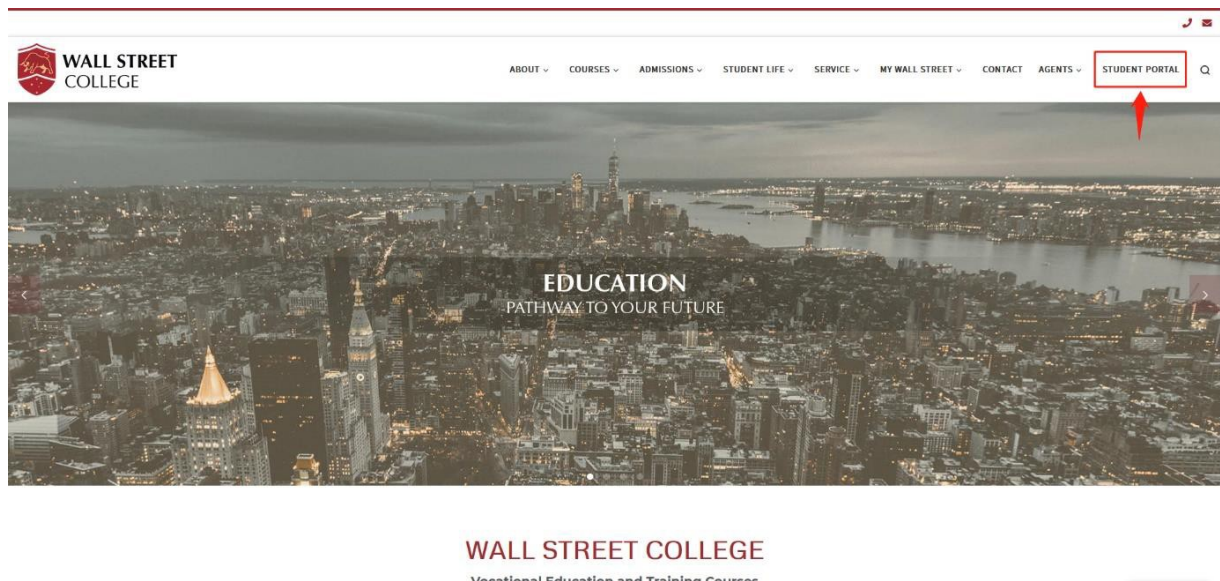 WALL STREET
COLLEGE
ABOUT COURSES ADMISSIONS STUDENT LIFE SERVICE MY WALL STREET CONTACT AGENTS STUDENT PORTAL
EDUCATION
PATHWAY TO YOUR FUTURE
WALL STREET COLLEGE
Vocational Education and Training Courses